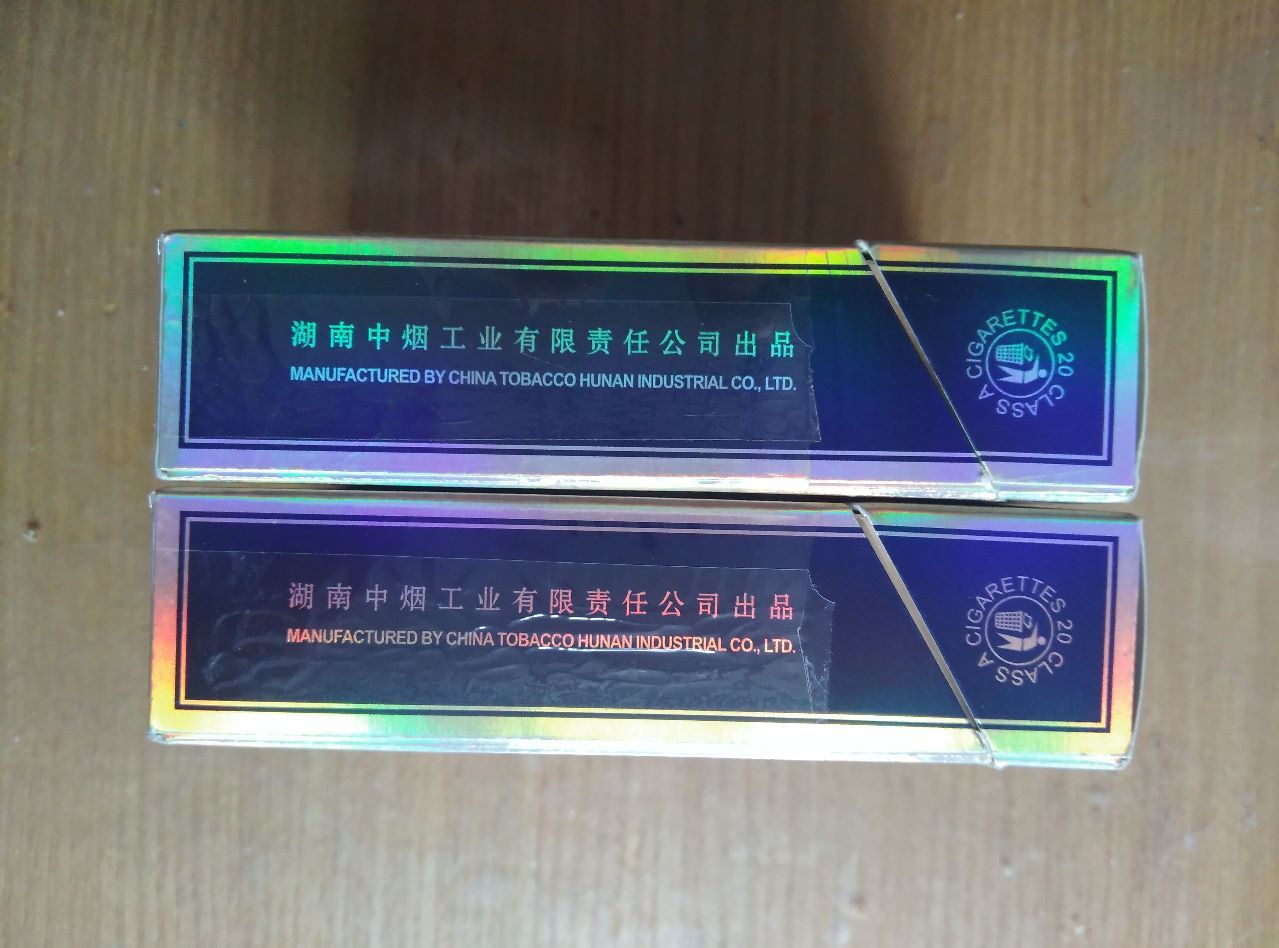 湖南中烟工业有限责任公司出品
MANUFACTURED BY CHINA TOBACCO HUNAN INDUSTRIAL CO., LTD.
20 CLASS A CIGARETTES
湖南中烟工业有限责任公司出品
MANUFACTURED BY CHINA TOBACCO HUNAN INDUSTRIAL CO., LTD.
20 CLASS A CIGARETTES